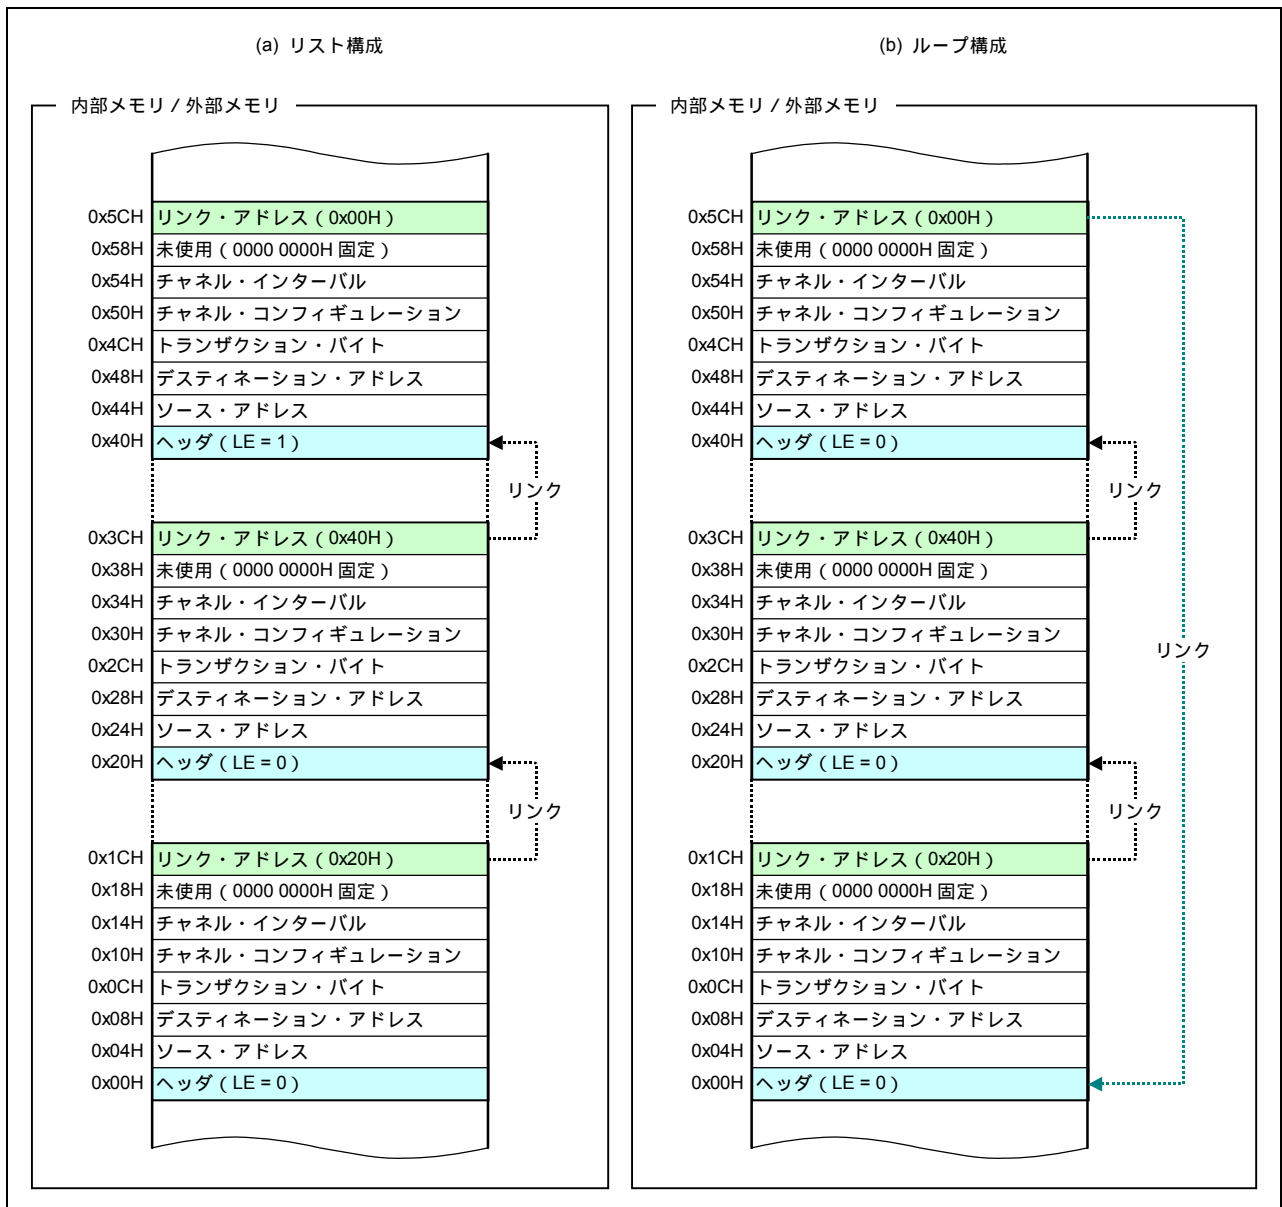 (a) リスト構成
内部メモリ / 外部メモリ
0x5CH リンク・アドレス ( 0x00H )
0x58H 未使用 ( 0000 0000H 固定 )
0x54H チャネル・インターバル
0x50H チャネル・コンフィギュレーション
0x4CH トランザクション・バイト
0x48H デスティネーション・アドレス
0x44H ソース・アドレス
0x40H ヘッダ ( LE = 1 )
リンク
0x3CH リンク・アドレス ( 0x40H )
0x38H 未使用 ( 0000 0000H 固定 )
0x34H チャネル・インターバル
0x30H チャネル・コンフィギュレーション
0x2CH トランザクション・バイト
0x28H デスティネーション・アドレス
0x24H ソース・アドレス
0x20H ヘッダ ( LE = 0 )
リンク
0x1CH リンク・アドレス ( 0x20H )
0x18H 未使用 ( 0000 0000H 固定 )
0x14H チャネル・インターバル
0x10H チャネル・コンフィギュレーション
0x0CH トランザクション・バイト
0x08H デスティネーション・アドレス
0x04H ソース・アドレス
0x00H ヘッダ ( LE = 0 )
(b) ループ構成
内部メモリ / 外部メモリ
0x5CH リンク・アドレス ( 0x00H )
0x58H 未使用 ( 0000 0000H 固定 )
0x54H チャネル・インターバル
0x50H チャネル・コンフィギュレーション
0x4CH トランザクション・バイト
0x48H デスティネーション・アドレス
0x44H ソース・アドレス
0x40H ヘッダ ( LE = 0 )
リンク
0x3CH リンク・アドレス ( 0x40H )
0x38H 未使用 ( 0000 0000H 固定 )
0x34H チャネル・インターバル
0x30H チャネル・コンフィギュレーション
リンク
0x2CH トランザクション・バイト
0x28H デスティネーション・アドレス
0x24H ソース・アドレス
0x20H ヘッダ ( LE = 0 )
リンク
0x1CH リンク・アドレス ( 0x20H )
0x18H 未使用 ( 0000 0000H 固定 )
0x14H チャネル・インターバル
0x10H チャネル・コンフィギュレーション
0x0CH トランザクション・バイト
0x08H デスティネーション・アドレス
0x04H ソース・アドレス
0x00H ヘッダ ( LE = 0 )